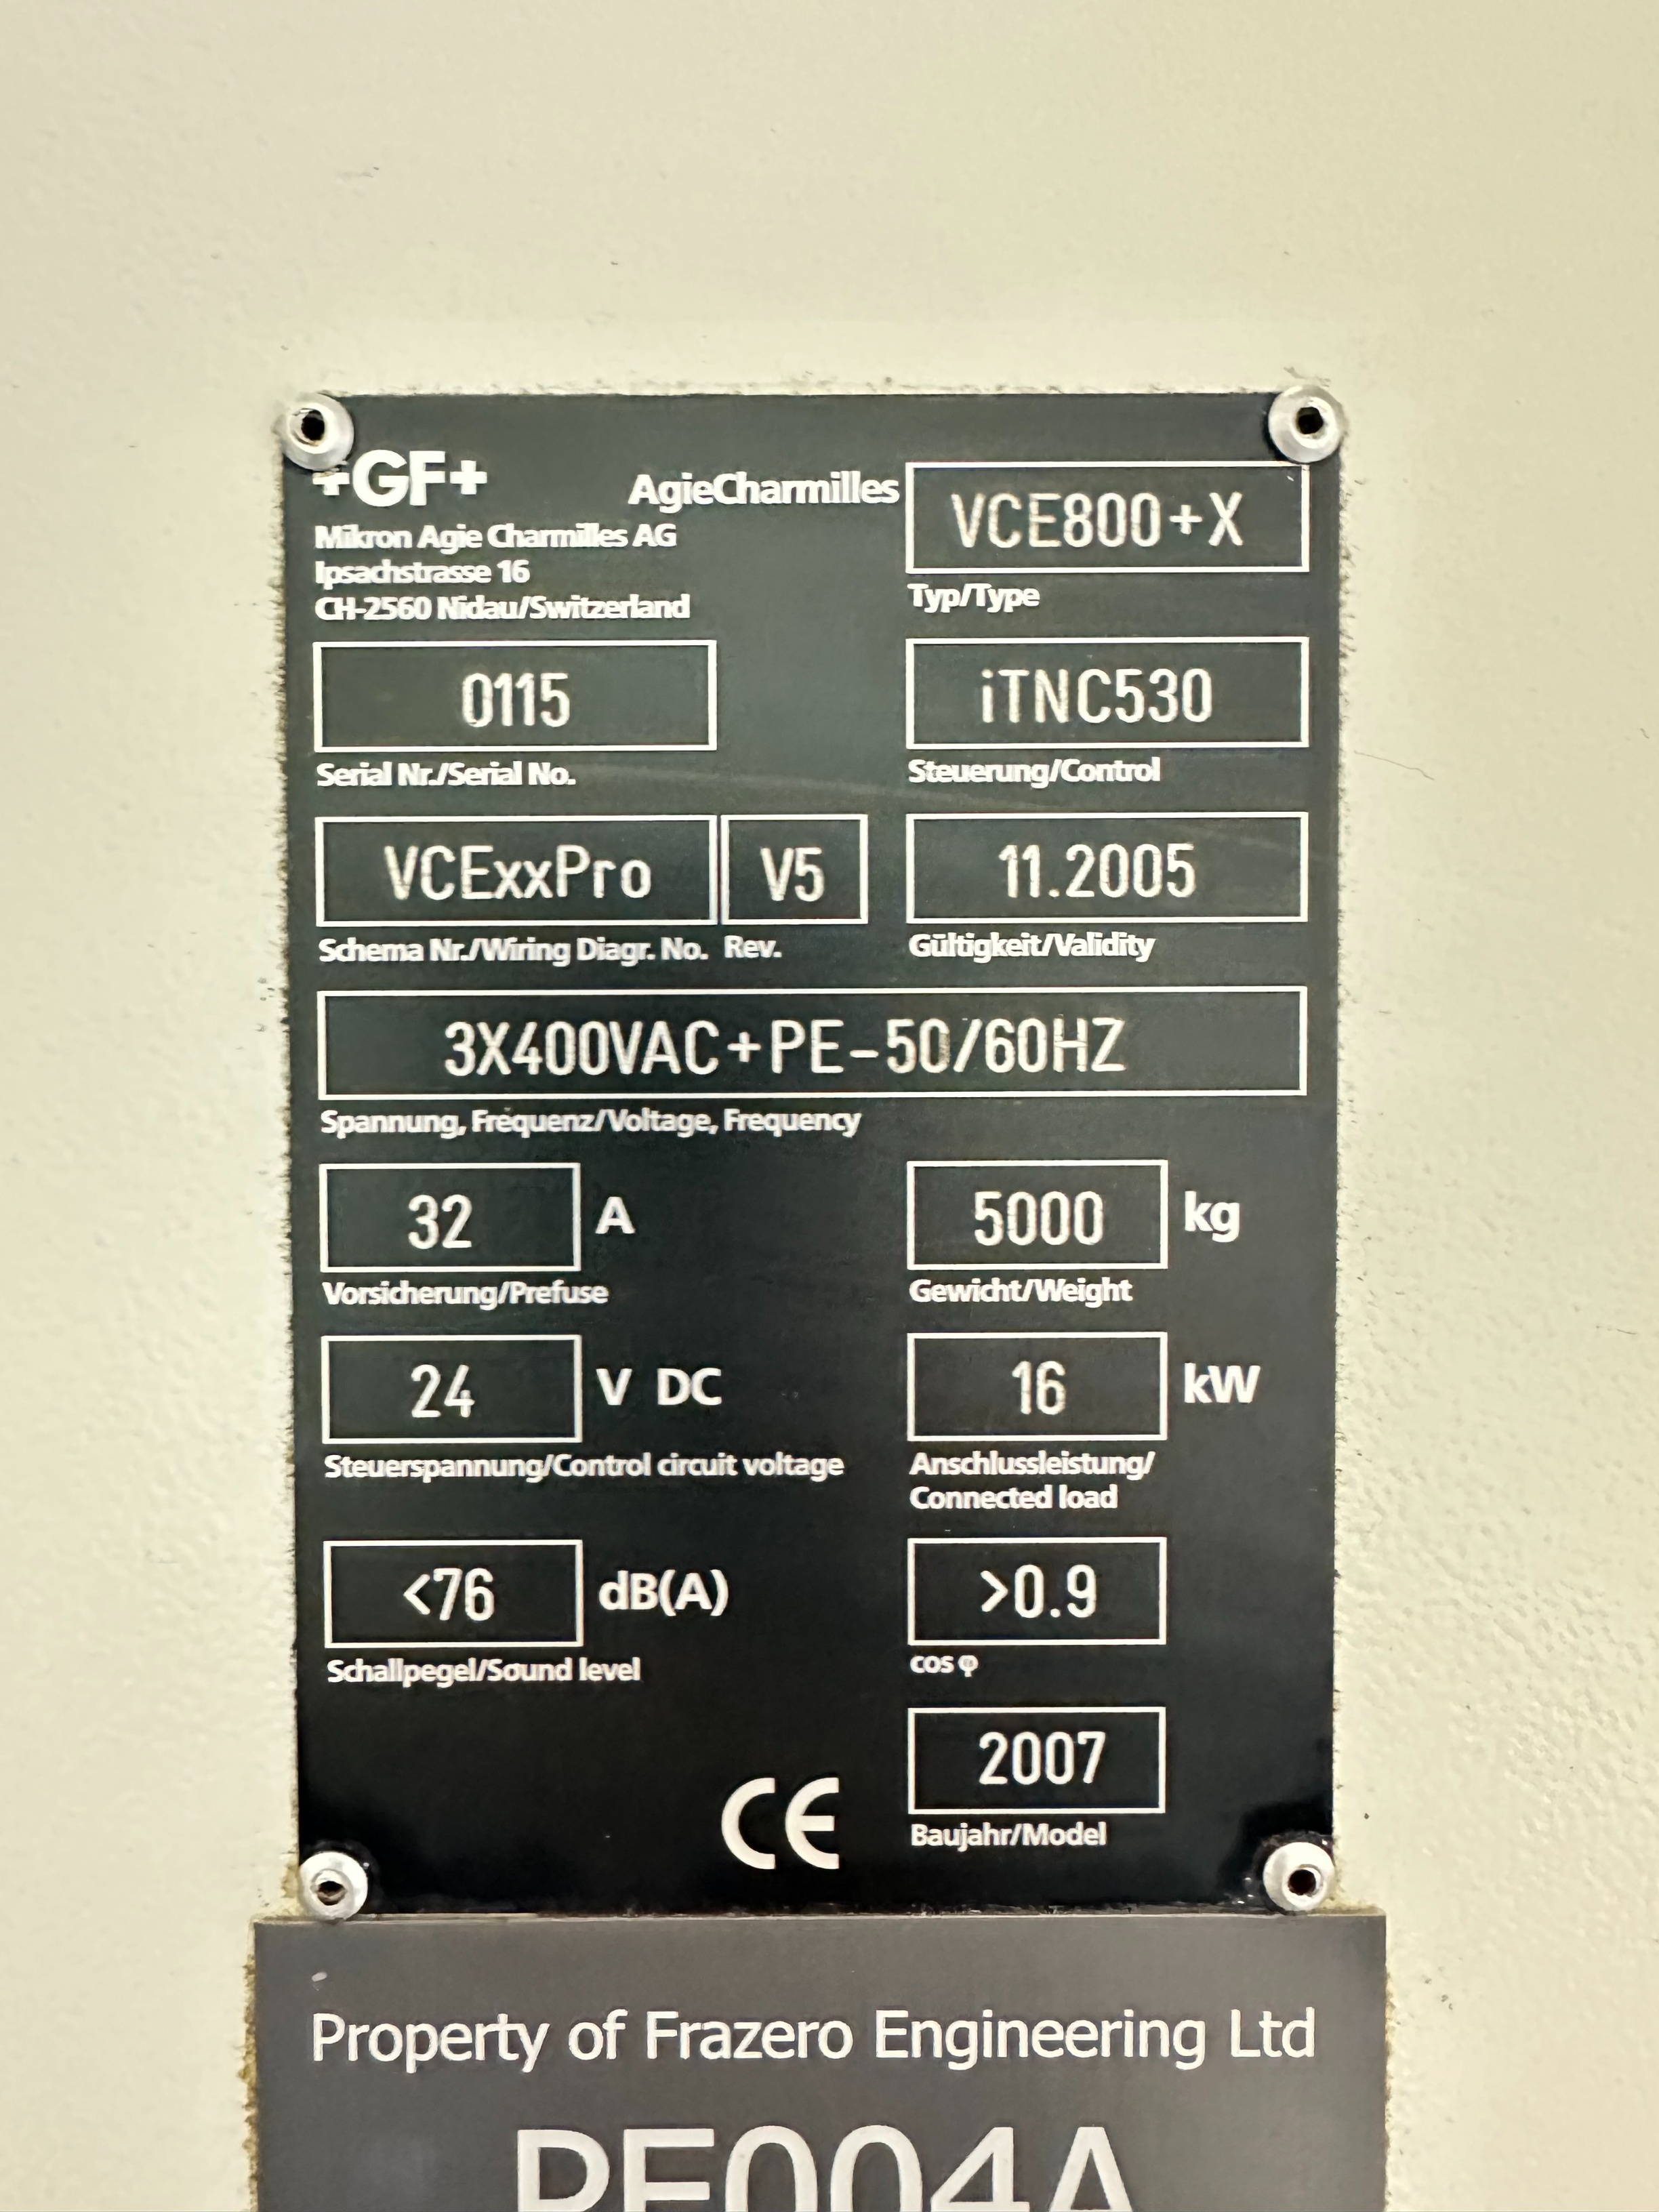 +GF+
AgieCharmilles
Mikron Agie Charmilles AG
Ipsachstrasse 16
CH-2560 Nidau/Switzerland
VCE800+X
Typ/Type
0115
Serial Nr./Serial No.
iTNC530
Steuerung/Control
VCExxPro
V5
Schema Nr./Wiring Diagr. No. Rev.
11.2005
Gültigkeit/Validity
3X400VAC+PE-50/60HZ
Spannung, Frequenz/Voltage, Frequency
32 A
Vorsicherung/Prefuse
5000 kg
Gewicht/Weight
24 V DC
Steuerspannung/Control circuit voltage
16 kW
Anschlussleistung/
Connected load
<76 dB(A)
Schallpegel/Sound level
>0.9
cos φ
2007
Baujahr/Model
CE
Property of Frazero Engineering Ltd